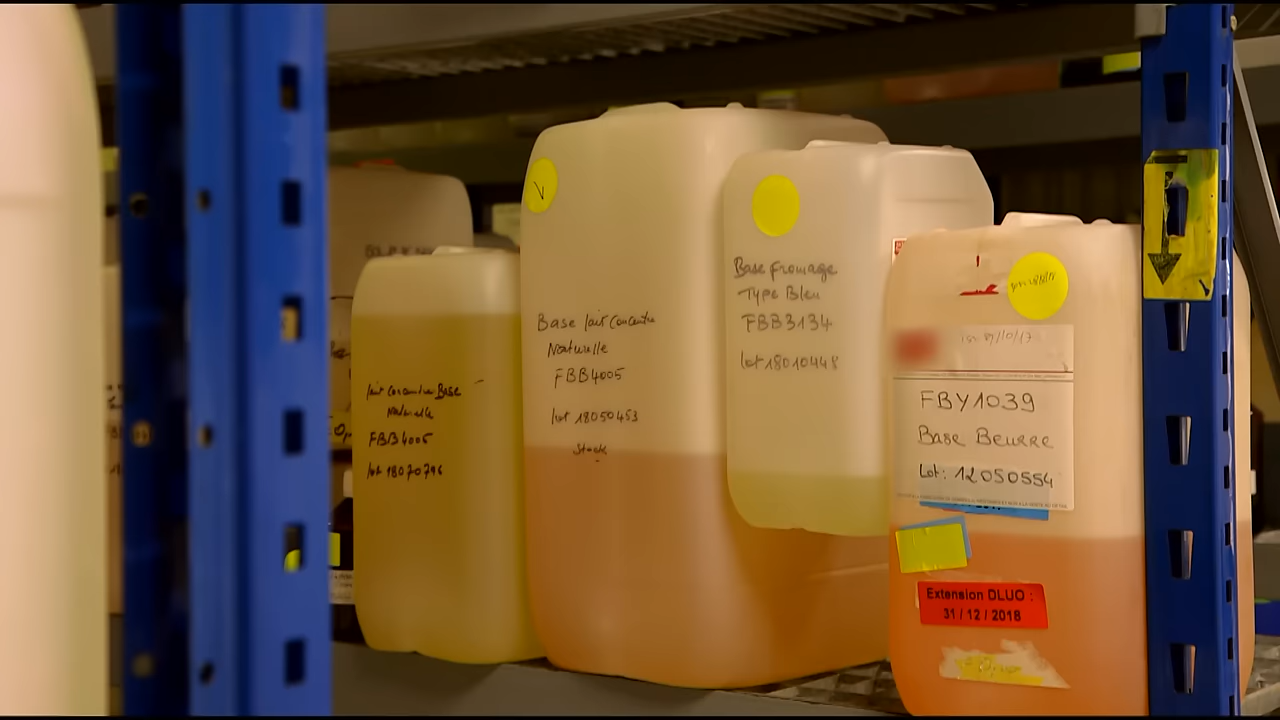 lait concentré Base
Naturelle
FBB4005
lot 18070796
V
Base lait concentré
Naturelle
FBB4005
lot 18050453
Stock
Base fromage
Type Bleu
FBB3134
lot 18010448
FBY1039
Base Beurre
Lot: 12050554
Extension DLUO :
31 / 12 / 2018